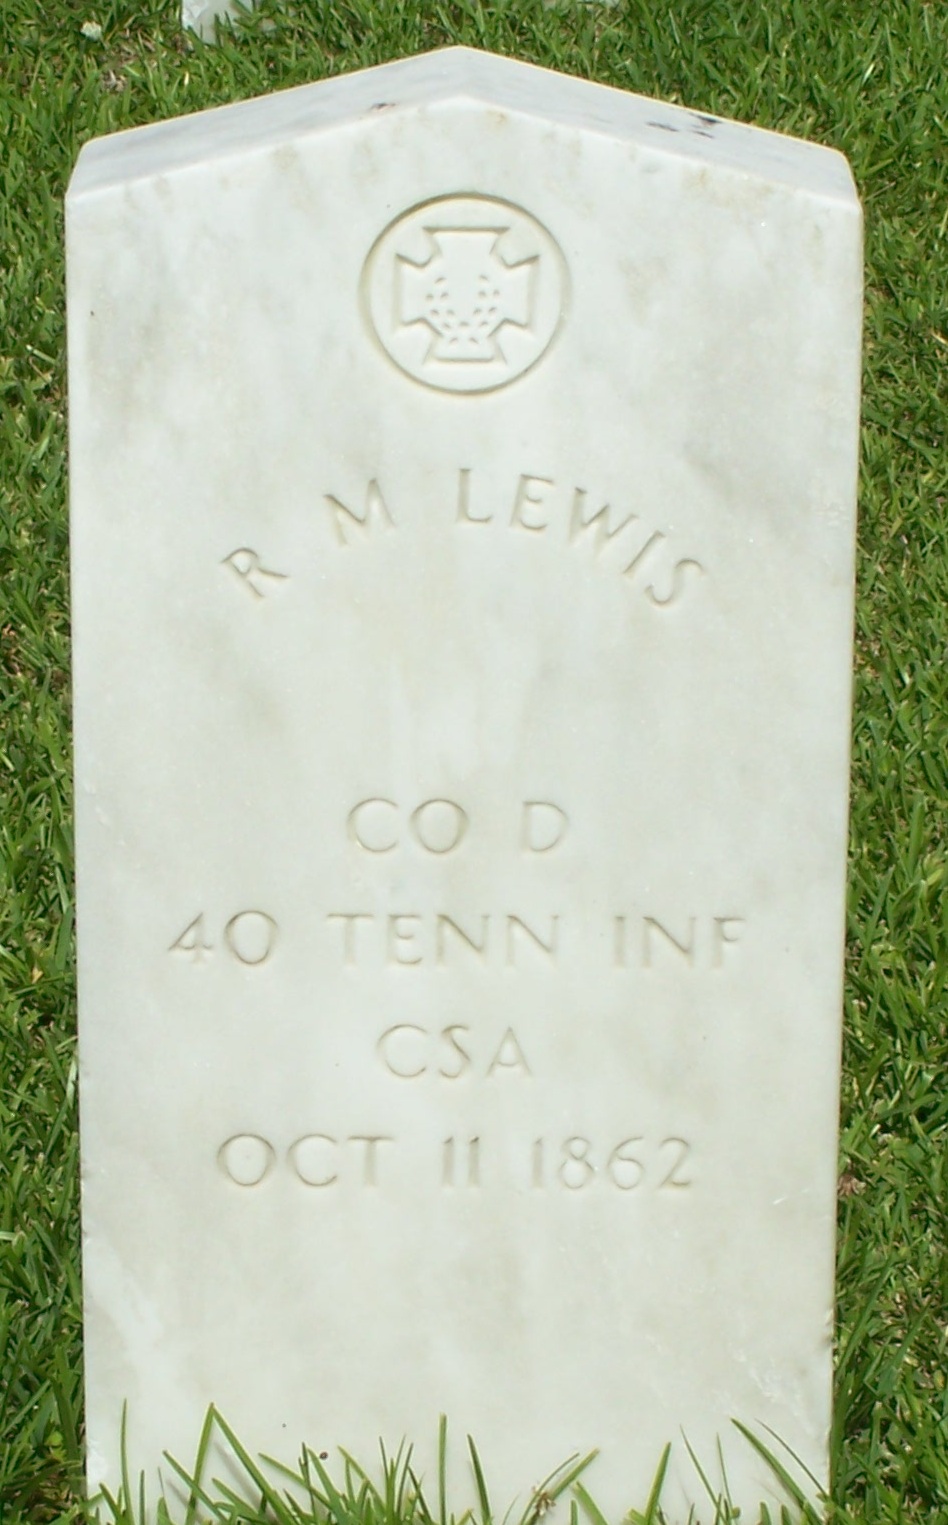 R M LEWIS
CO D
40 TENN INF
CSA
OCT 11 1862